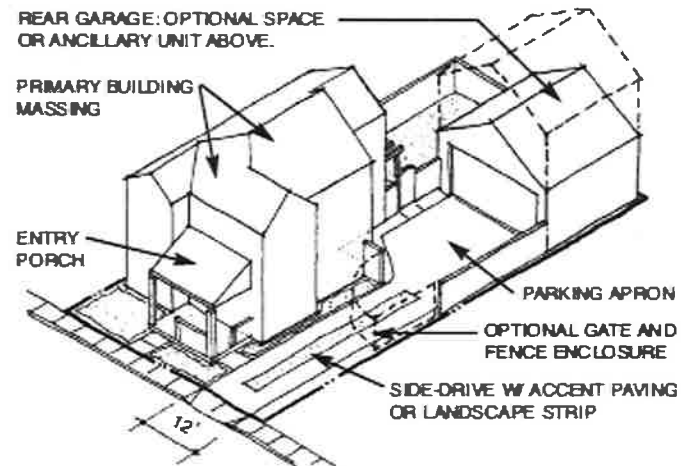 REAR GARAGE: OPTIONAL SPACE
OR ANCILLARY UNIT ABOVE.
PRIMARY BUILDING
MASSING
ENTRY
PORCH
PARKING APRON
OPTIONAL GATE AND
FENCE ENCLOSURE
SIDE-DRIVE W/ ACCENT PAVING
OR LANDSCAPE STRIP
12'